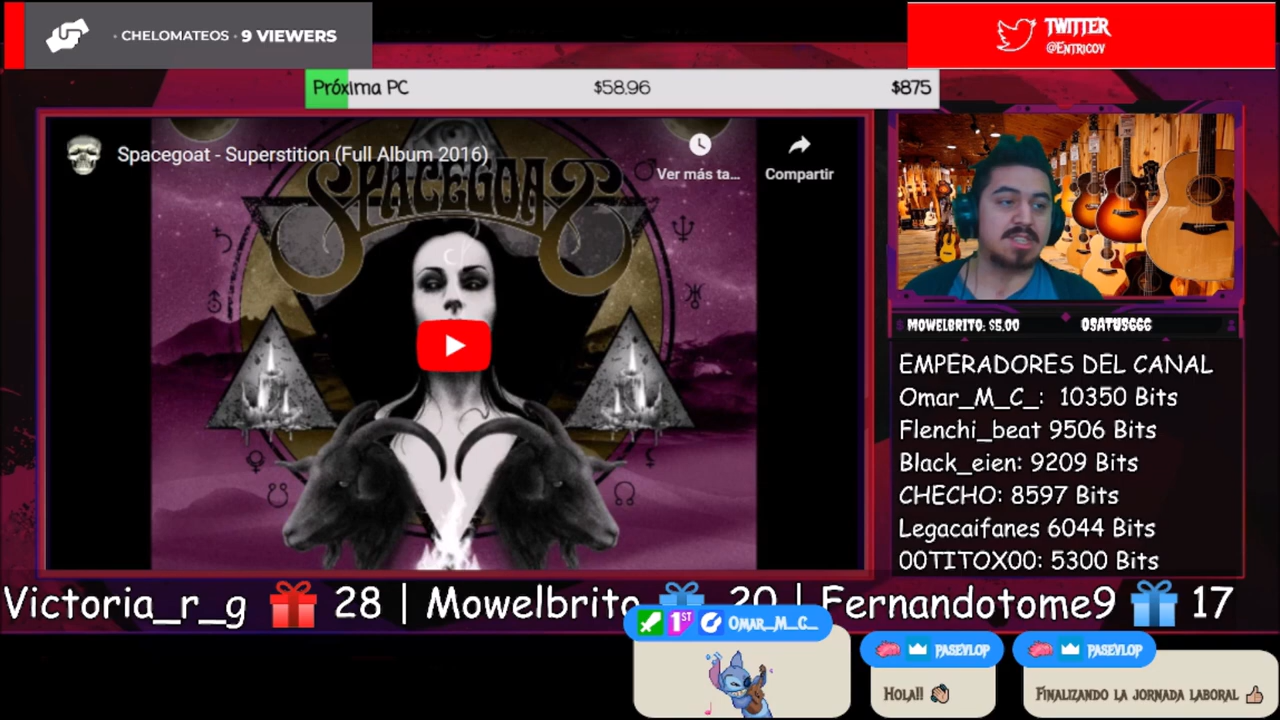 · CHELOMATEOS · 9 VIEWERS
TWITTER
@ENTRICOV
Próxima PC $58.96 $875
Spacegoat - Superstition (Full Album 2016)
Ver más ta...
Compartir
SPACEGOAT
MOWELBRITO: $5.00
OSATUS666
EMPERADORES DEL CANAL
Omar_M_C_: 10350 Bits
Flenchi_beat 9506 Bits
Black_eien: 9209 Bits
CHECHO: 8597 Bits
Legacaifanes 6044 Bits
00TITOX00: 5300 Bits
Victoria_r_g 28 | Mowelbrito 20 | Fernandotome9 17
1ST OMAR_M_C_
PASEVLOP
HOLA!!
PASEVLOP
FINALIZANDO LA JORNADA LABORAL